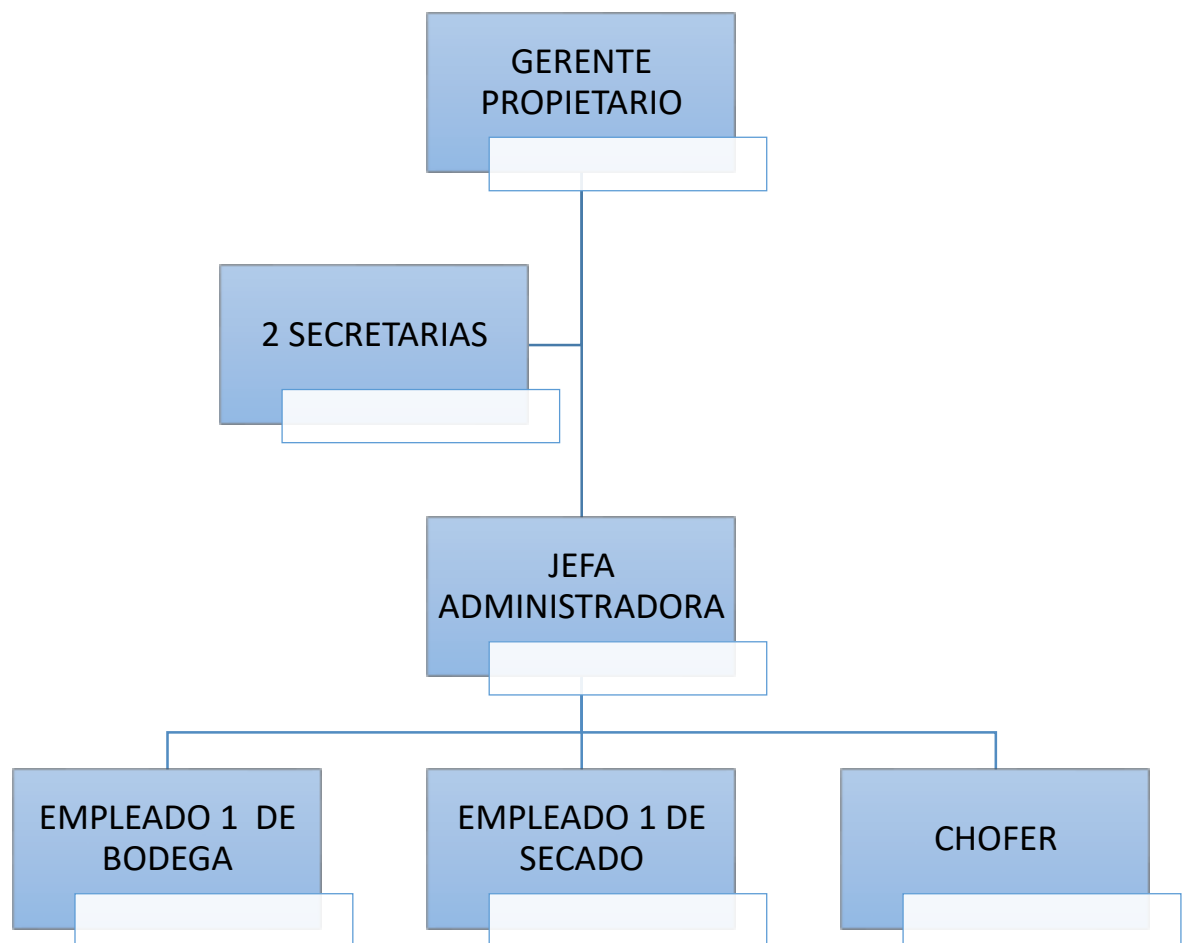 GERENTE
PROPIETARIO
2 SECRETARIAS
JEFA
ADMINISTRADORA
EMPLEADO 1 DE
BODEGA
EMPLEADO 1 DE
SECADO
CHOFER